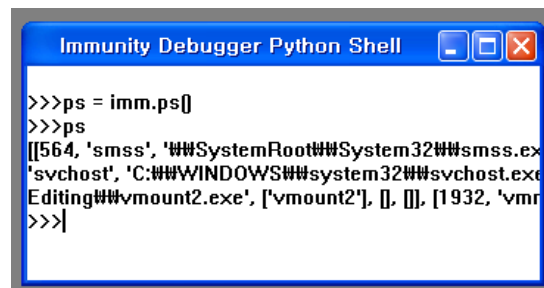 Immunity Debugger Python Shell
>>>ps = imm.ps()
>>>ps
[[564, 'smss', '₩₩SystemRoot₩₩System32₩₩smss.ex
'svchost', 'C:₩₩WINDOWS₩₩system32₩₩svchost.exe
Editing₩₩vmount2.exe', ['vmount2'], [], []], [1932, 'vmn
>>>